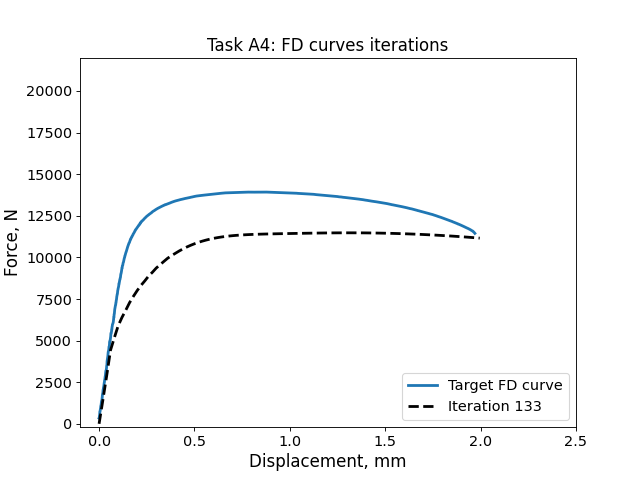 Task A4: FD curves iterations
Force, N
20000
17500
15000
12500
10000
7500
5000
2500
0
Target FD curve
Iteration 133
0.0 0.5 1.0 1.5 2.0 2.5
Displacement, mm